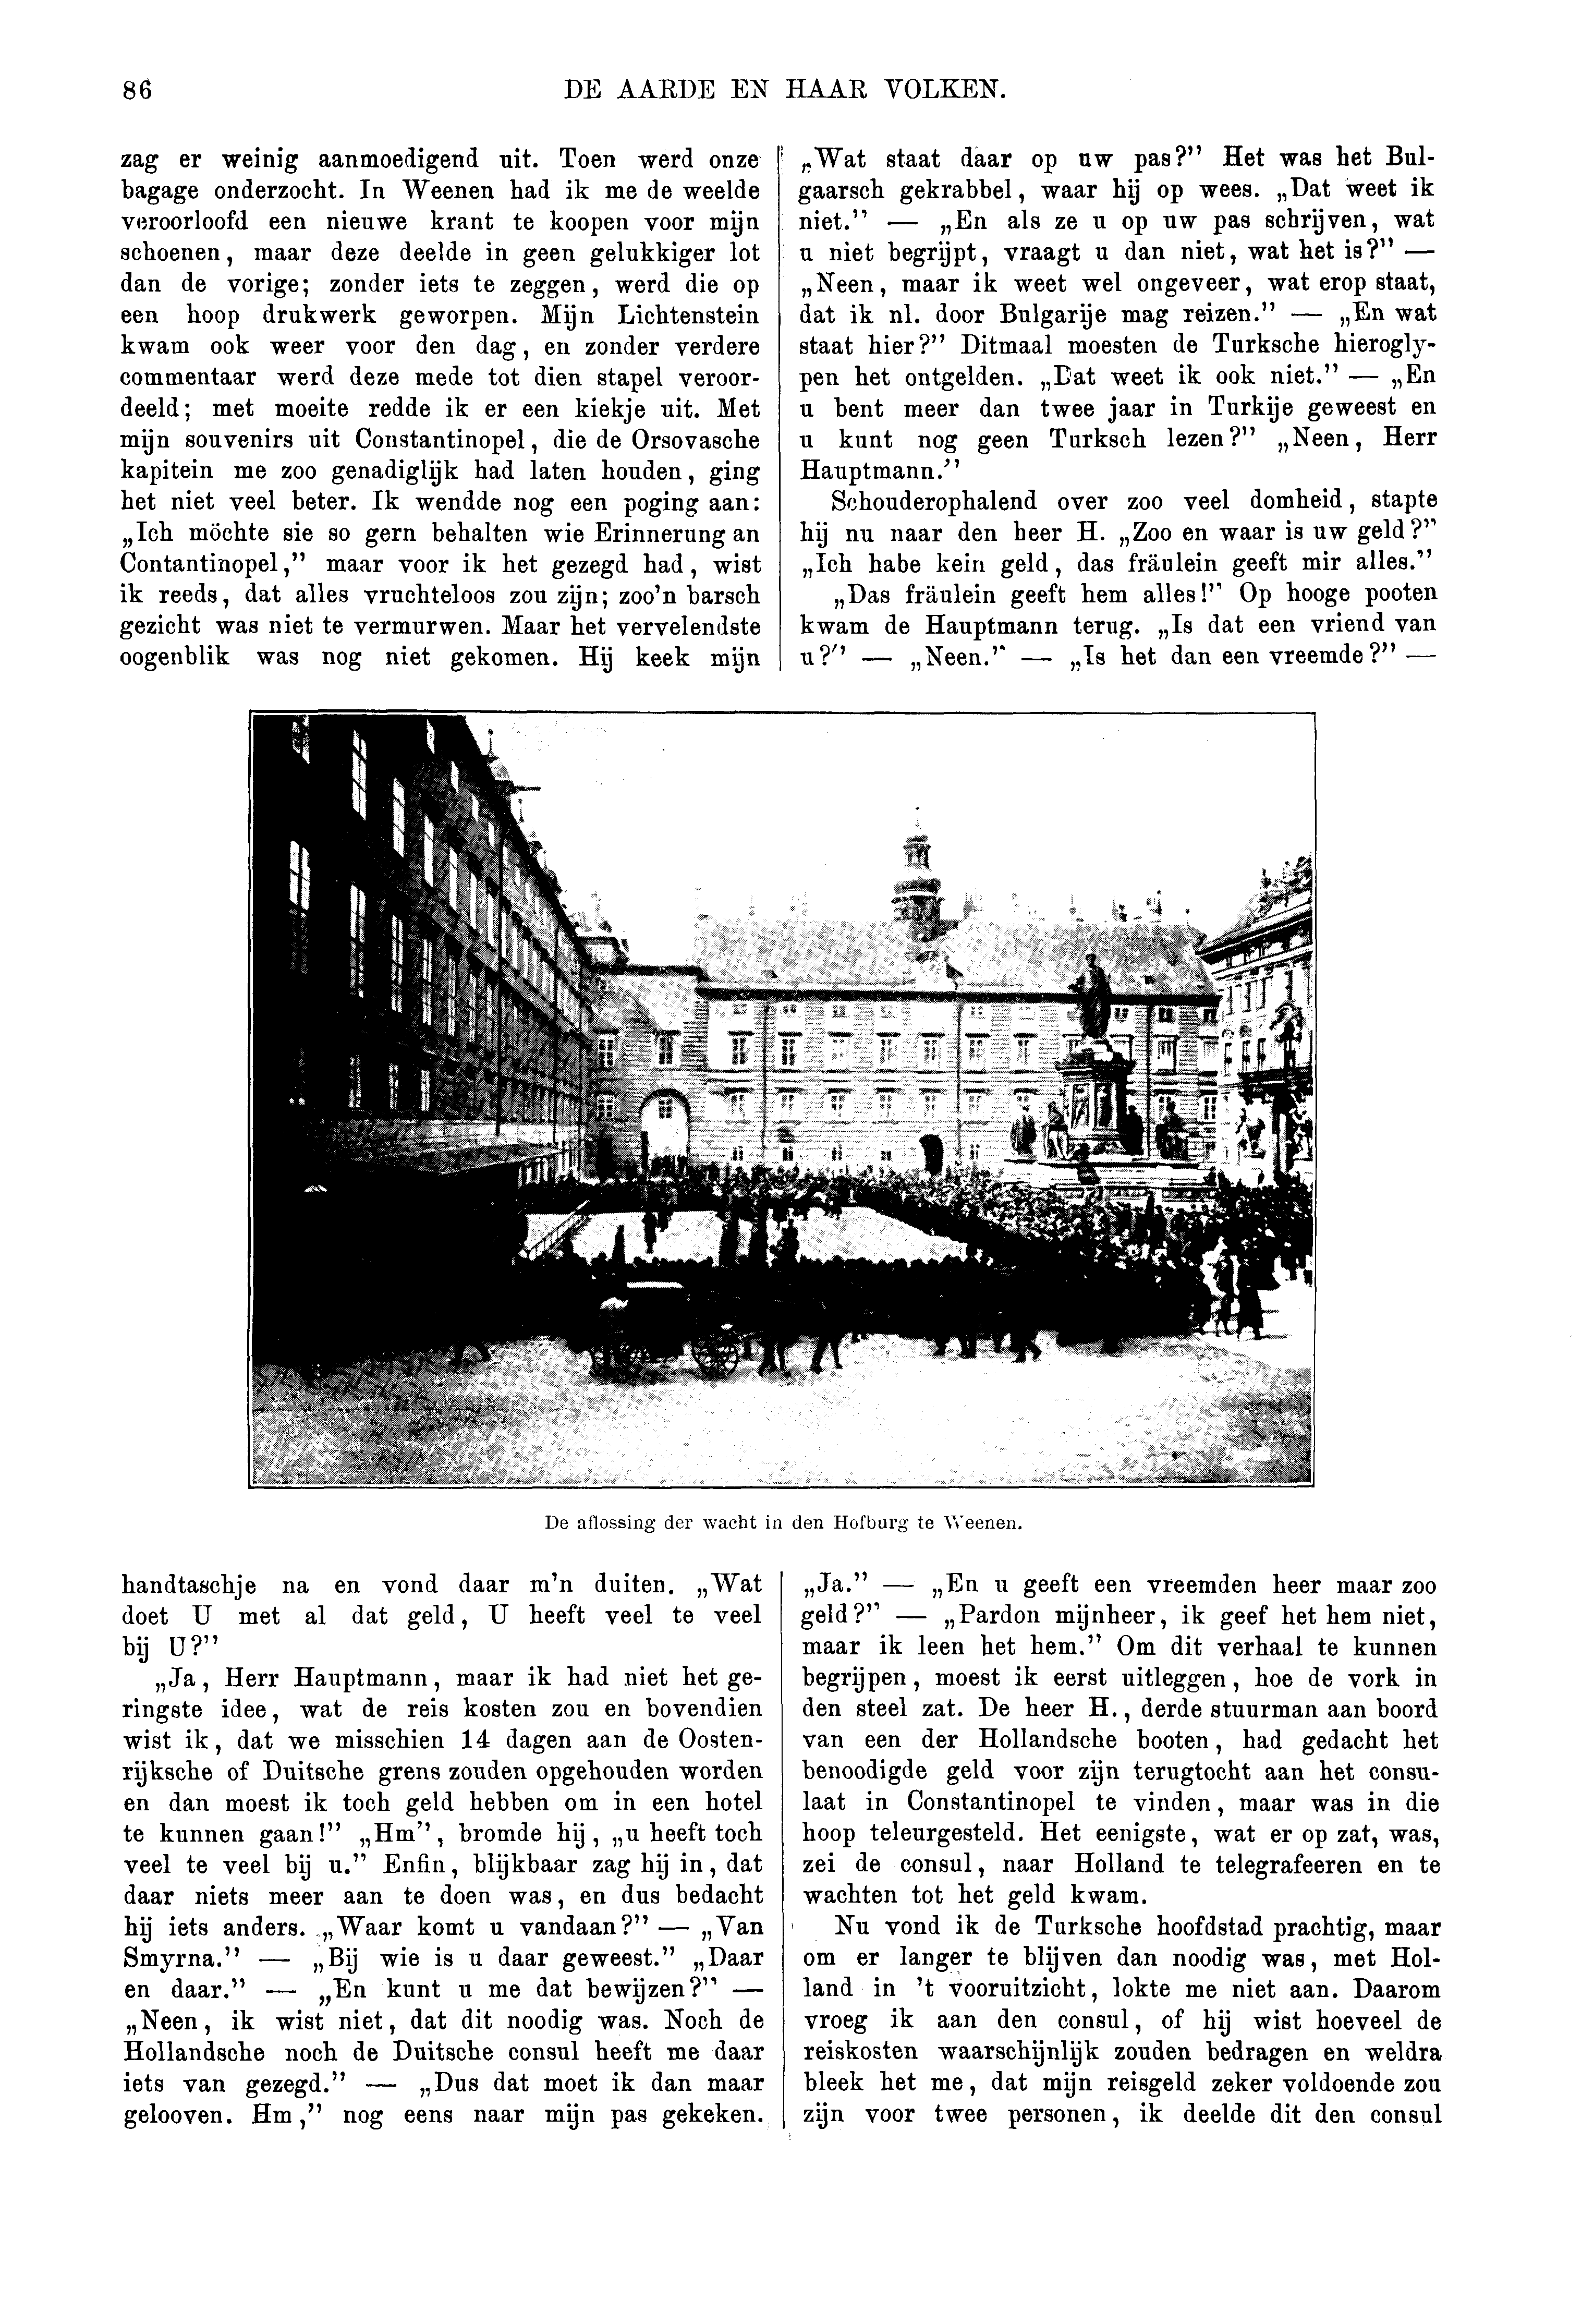 86
DE AARDE EN HAAR VOLKEN.
zag er weinig aanmoedigend uit. Toen werd onze
bagage onderzocht. In Weenen had ik me de weelde
veroorloofd een nieuwe krant te koopen voor mijn
schoenen, maar deze deelde in geen gelukkiger lot
dan de vorige; zonder iets te zeggen, werd die op
een hoop drukwerk geworpen. Mijn Lichtenstein
kwam ook weer voor den dag, en zonder verdere
commentaar werd deze mede tot dien stapel veroor-
deeld; met moeite redde ik er een kiekje uit. Met
mijn souvenirs uit Constantinopel, die de Orsovasche
kapitein me zoo genadiglijk had laten houden, ging
het niet veel beter. Ik wendde nog een poging aan:
„Ich möchte sie so gern behalten wie Erinnerung an
Contantinopel,” maar voor ik het gezegd had, wist
ik reeds, dat alles vruchteloos zou zijn; zoo'n barsch
gezicht was niet te vermurwen. Maar het vervelendste
oogenblik was nog niet gekomen. Hij keek mijn
handtaschje na en vond daar m'n duiten. „Wat
doet U met al dat geld, U heeft veel te veel
bij U?”
„Ja, Herr Hauptmann, maar ik had niet het ge-
ringste idee, wat de reis kosten zou en bovendien
wist ik, dat we misschien 14 dagen aan de Oosten-
rijksche of Duitsche grens zouden opgehouden worden
en dan moest ik toch geld hebben om in een hotel
te kunnen gaan!” „Hm”, bromde hij, „u heeft toch
veel te veel bij u.” Enfin, blijkbaar zag hij in, dat
daar niets meer aan te doen was, en dus bedacht
hij iets anders. „Waar komt u vandaan?” — „Van
Smyrna.” — „Bij wie is u daar geweest.” „Daar
en daar.” — „En kunt u me dat bewijzen?” —
„Neen, ik wist niet, dat dit noodig was. Noch de
Hollandsche noch de Duitsche consul heeft me daar
iets van gezegd.” — „Dus dat moet ik dan maar
gelooven. Hm,” nog eens naar mijn pas gekeken.
„Wat staat daar op uw pas?” Het was het Bul-
gaarsch gekrabbel, waar hij op wees. „Dat weet ik
niet.” — „En als ze u op uw pas schrijven, wat
u niet begrijpt, vraagt u dan niet, wat het is?” —
„Neen, maar ik weet wel ongeveer, wat erop staat,
dat ik nl. door Bulgarije mag reizen.” — „En wat
staat hier?” Ditmaal moesten de Turksche hierogly-
pen het ontgelden. „Dat weet ik ook niet.” — „En
u bent meer dan twee jaar in Turkije geweest en
u kunt nog geen Turksch lezen?” „Neen, Herr
Hauptmann.”
Schouderophalend over zoo veel domheid, stapte
hij nu naar den heer H. „Zoo en waar is uw geld?”
„Ich habe kein geld, das fräulein geeft mir alles.”
„Das fräulein geeft hem alles!” Op hooge pooten
kwam de Hauptmann terug. „Is dat een vriend van
u?” — „Neen.” — „Is het dan een vreemde?” —
„Ja.” — „En u geeft een vreemden heer maar zoo
geld?” — „Pardon mijnheer, ik geef het hem niet,
maar ik leen het hem.” Om dit verhaal te kunnen
begrijpen, moest ik eerst uitleggen, hoe de vork in
den steel zat. De heer H., derde stuurman aan boord
van een der Hollandsche booten, had gedacht het
benoodigde geld voor zijn terugtocht aan het consu-
laat in Constantinopel te vinden, maar was in die
hoop teleurgesteld. Het eenigste, wat er op zat, was,
zei de consul, naar Holland te telegrafeeren en te
wachten tot het geld kwam.
Nu vond ik de Turksche hoofdstad prachtig, maar
om er langer te blijven dan noodig was, met Hol-
land in 't vooruitzicht, lokte me niet aan. Daarom
vroeg ik aan den consul, of hij wist hoeveel de
reiskosten waarschijnlijk zouden bedragen en weldra
bleek het me, dat mijn reisgeld zeker voldoende zou
zijn voor twee personen, ik deelde dit den consul
De aflossing der wacht in den Hofburg te Weenen.